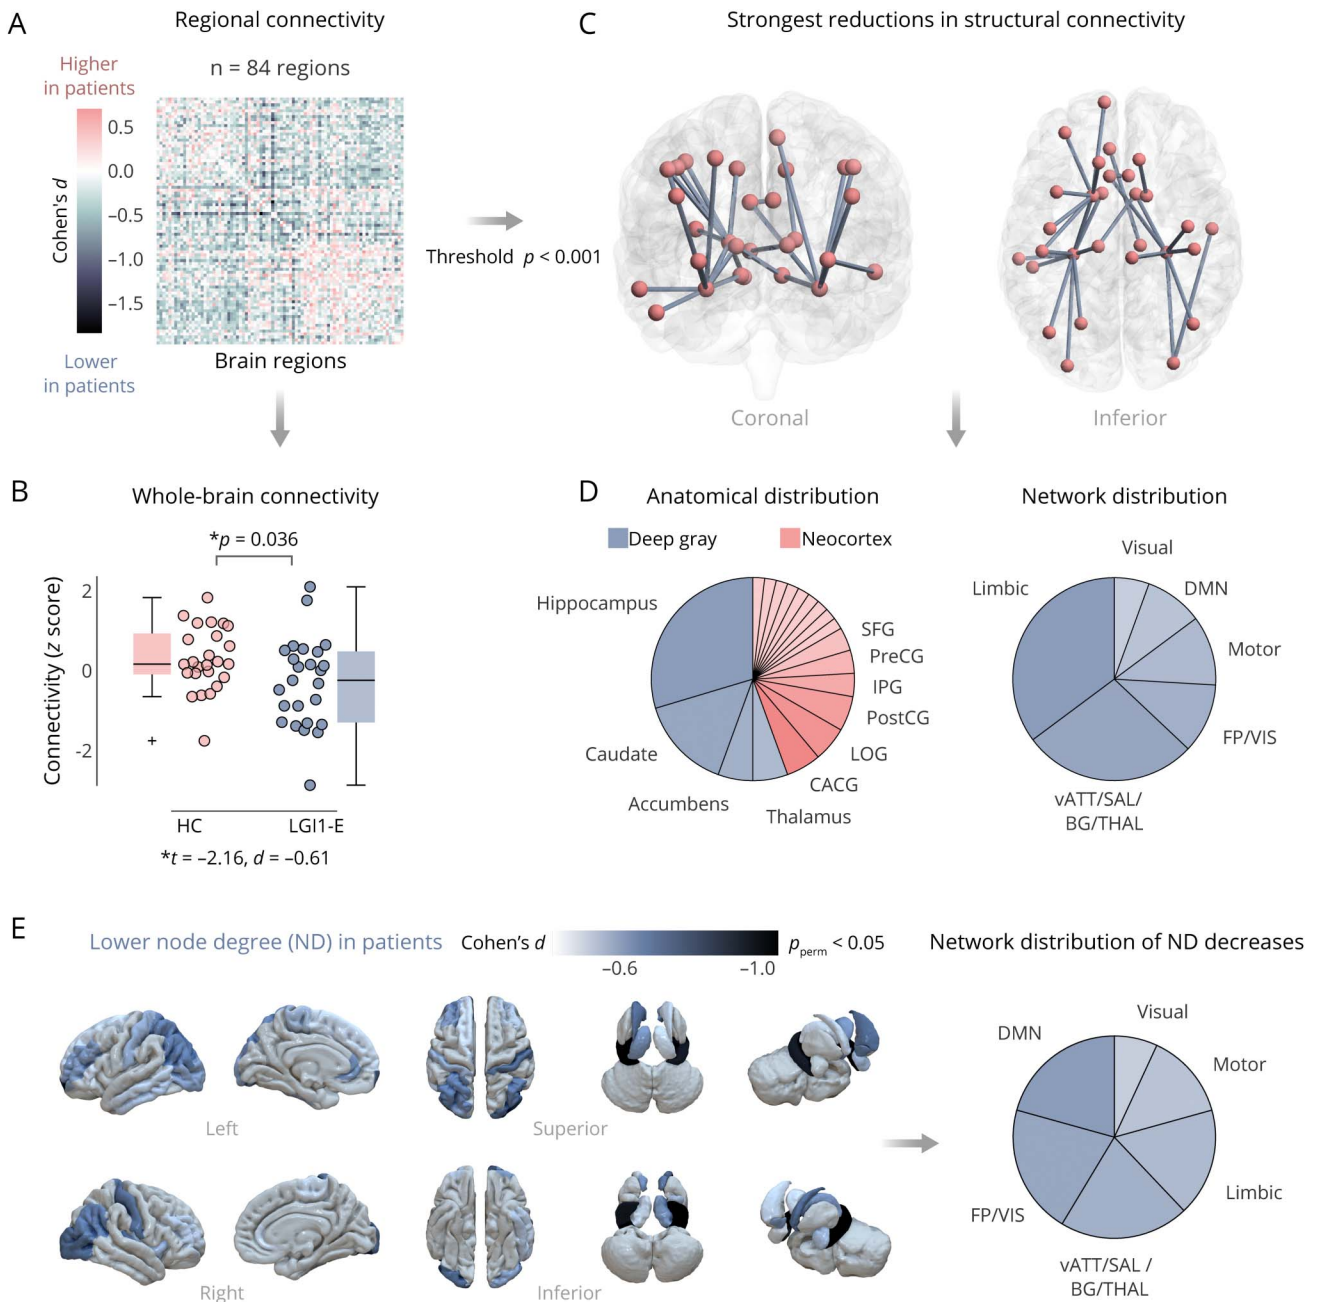 A
Regional connectivity
Higher
in patients
n = 84 regions
Cohen's d
0.5
0.0
–0.5
–1.0
–1.5
Lower
in patients
Brain regions
Threshold p < 0.001
C
Strongest reductions in structural connectivity
Coronal
Inferior
B
Whole-brain connectivity
*p = 0.036
Connectivity (z score)
2
0
-2
+
HC
LGI1-E
*t = –2.16, d = –0.61
D
Anatomical distribution
Deep gray
Neocortex
Hippocampus
SFG
PreCG
IPG
PostCG
LOG
CACG
Thalamus
Accumbens
Caudate
Network distribution
Visual
Limbic
DMN
Motor
FP/VIS
vATT/SAL/
BG/THAL
E
Lower node degree (ND) in patients
Cohen's d
–0.6
–1.0
pperm < 0.05
Left
Superior
Right
Inferior
Network distribution of ND decreases
Visual
DMN
Motor
Limbic
FP/VIS
vATT/SAL /
BG/THAL